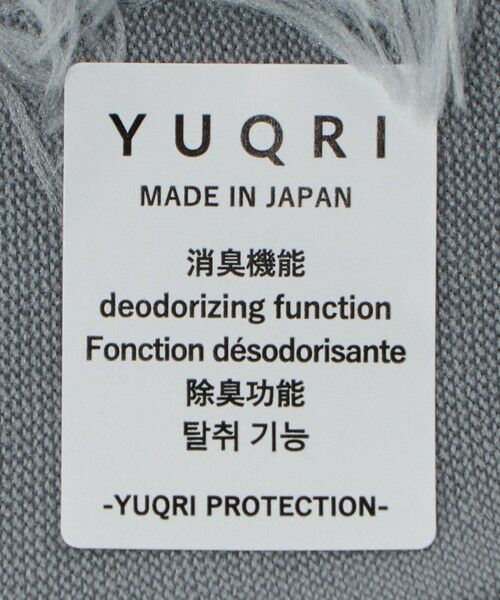 YUQRI
MADE IN JAPAN
消臭機能
deodorizing function
Fonction désodorisante
除臭功能
탈취 기능
-YUQRI PROTECTION-